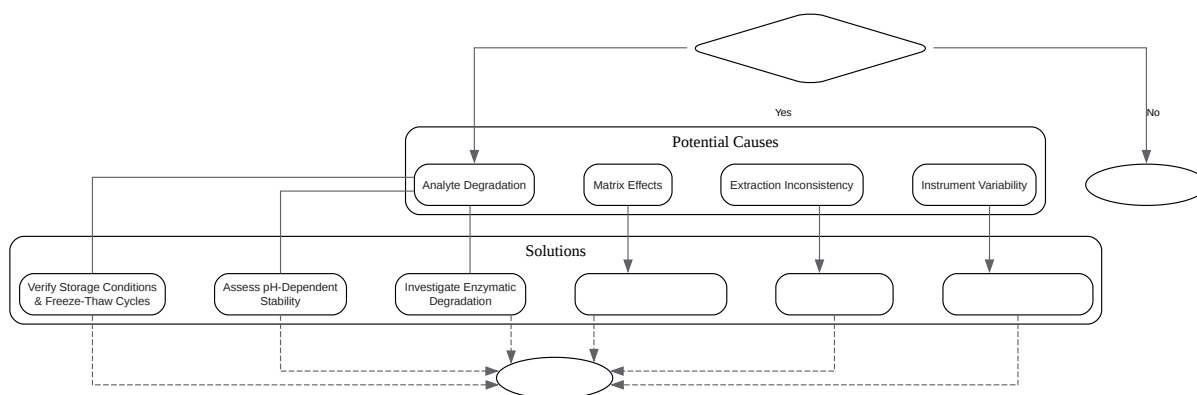 Yes
No
Potential Causes
Analyte Degradation
Matrix Effects
Extraction Inconsistency
Instrument Variability
Solutions
Verify Storage Conditions
& Freeze-Thaw Cycles
Assess pH-Dependent
Stability
Investigate Enzymatic
Degradation